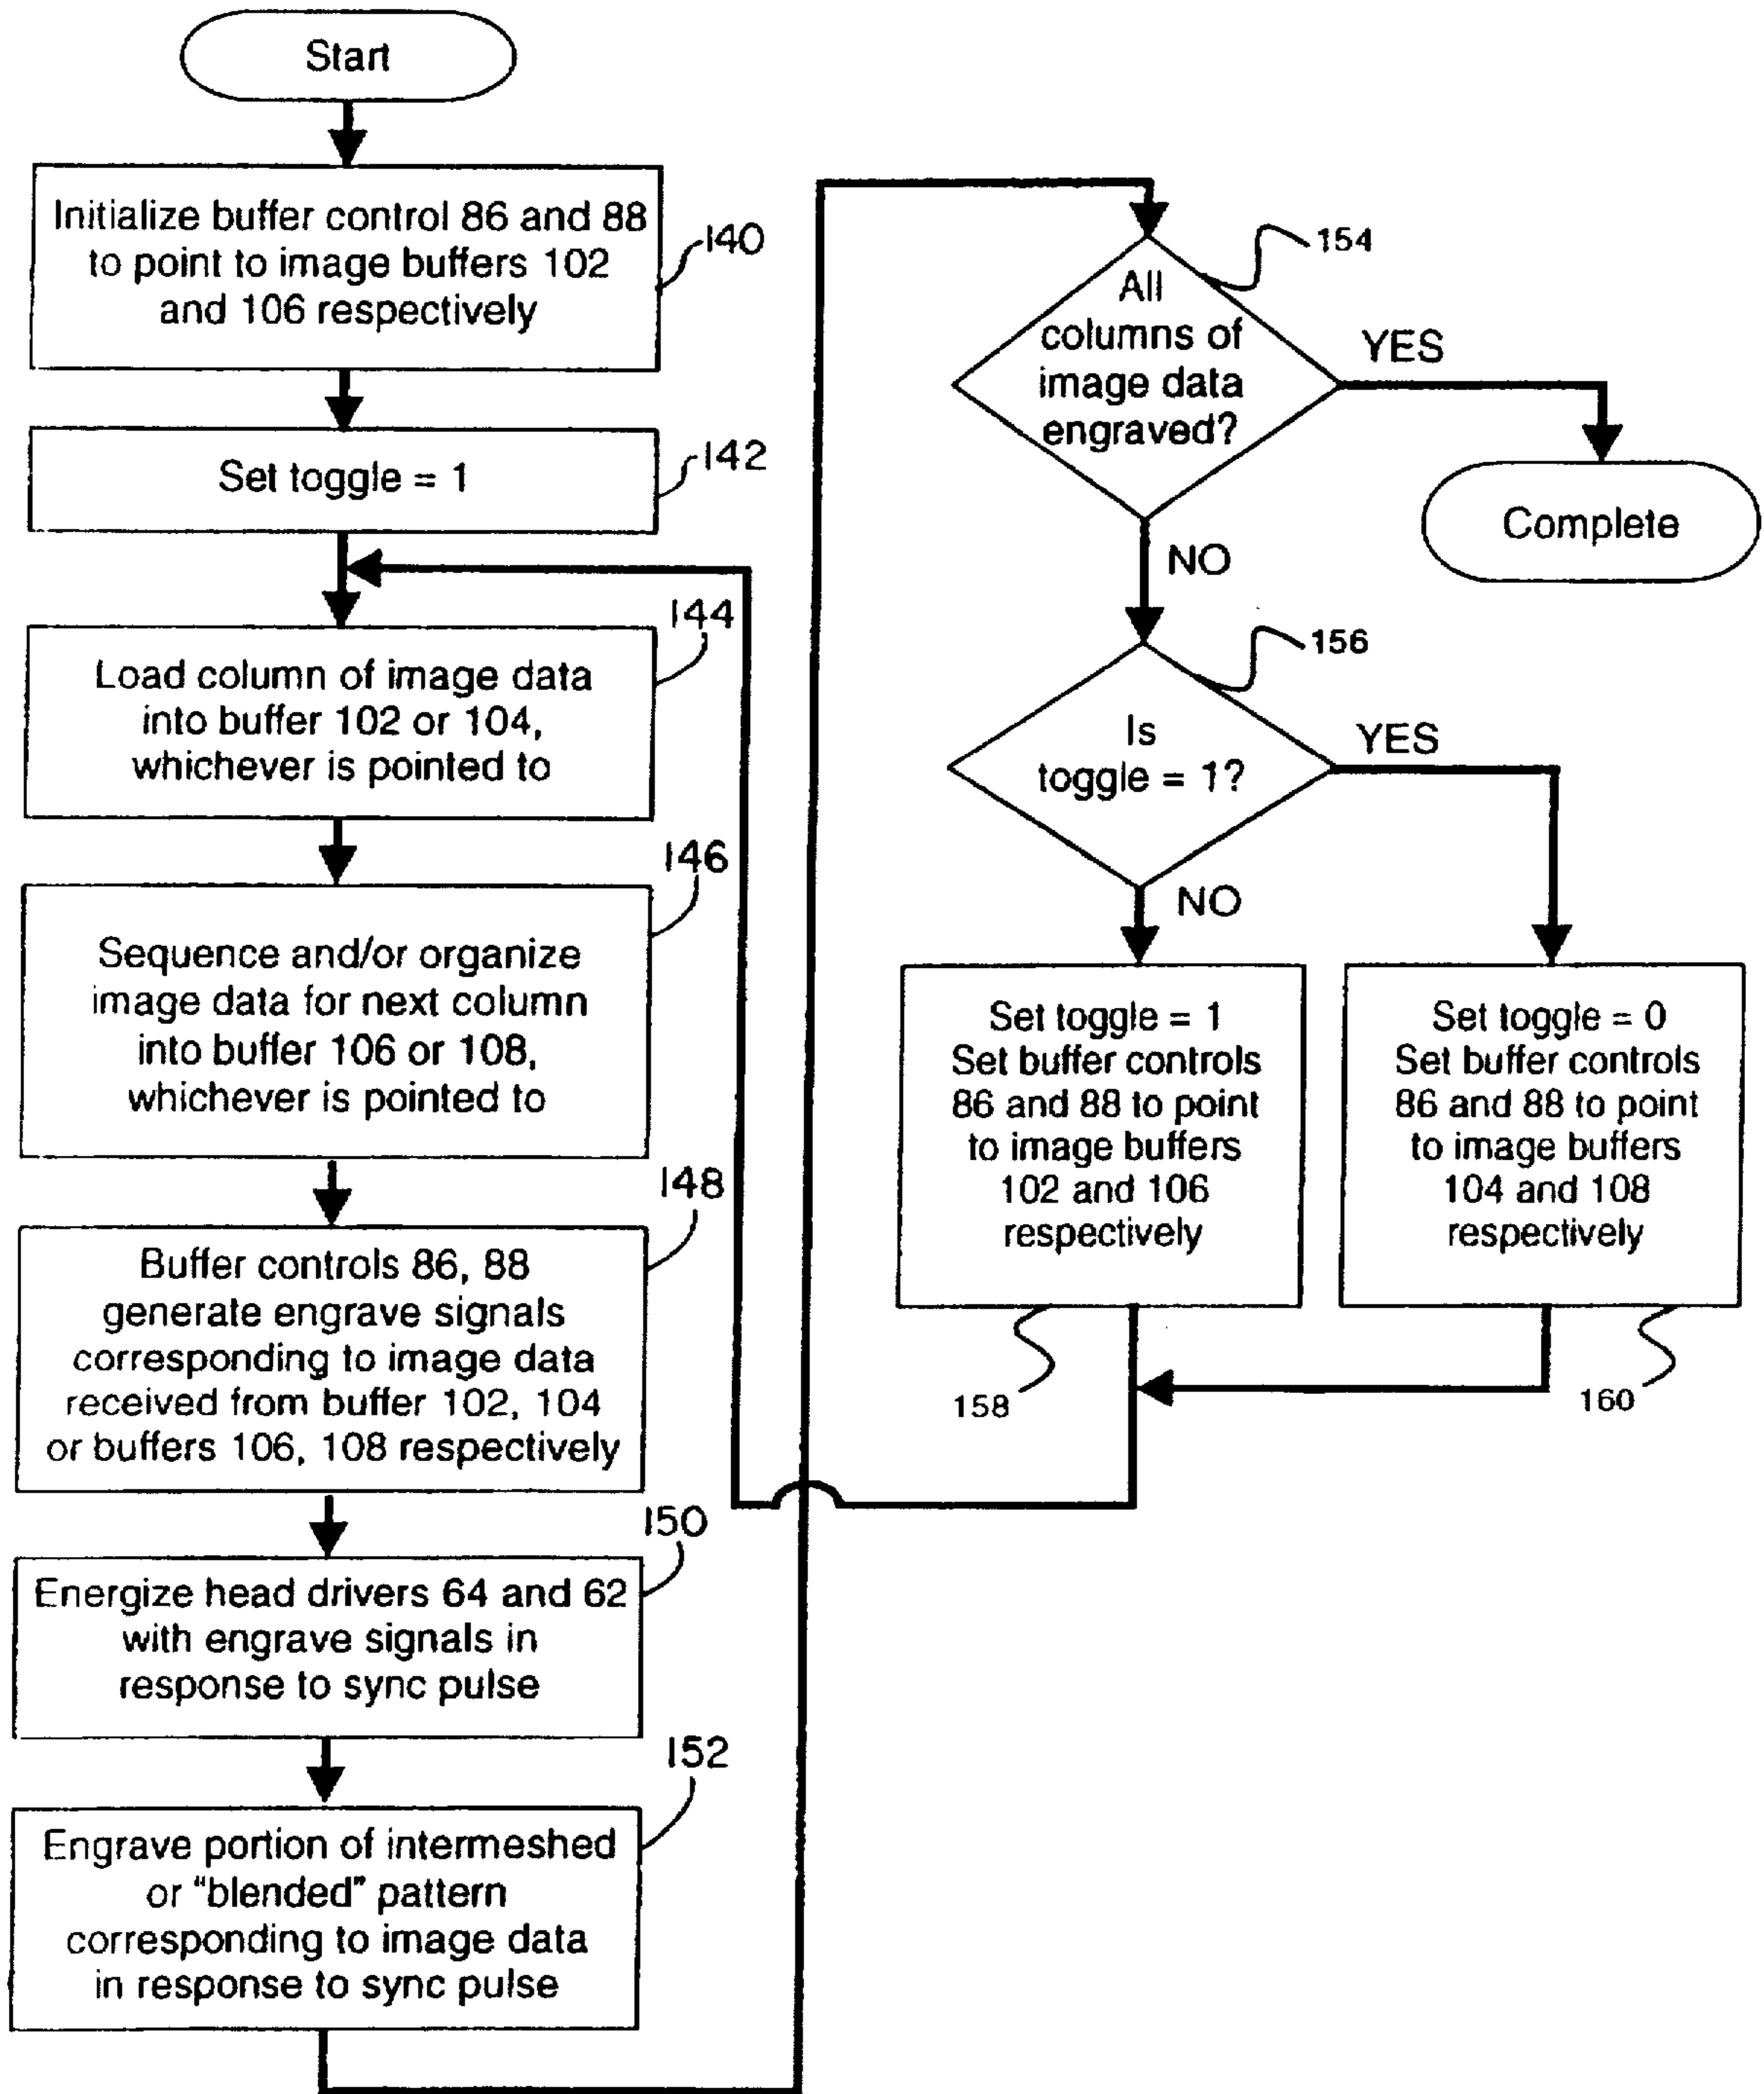 Start
Initialize buffer control 86 and 88
to point to image buffers 102
and 106 respectively
140
Set toggle = 1
142
144
Load column of image data
into buffer 102 or 104,
whichever is pointed to
146
Sequence and/or organize
image data for next column
into buffer 106 or 108,
whichever is pointed to
148
Buffer controls 86, 88
generate engrave signals
corresponding to image data
received from buffer 102, 104
or buffers 106, 108 respectively
150
Energize head drivers 64 and 62
with engrave signals in
response to sync pulse
152
Engrave portion of intermeshed
or “blended” pattern
corresponding to image data
in response to sync pulse
154
All
columns of
image data
engraved?
YES
Complete
NO
156
Is
toggle = 1?
YES
NO
Set toggle = 1
Set buffer controls
86 and 88 to point
to image buffers
102 and 106
respectively
158
Set toggle = 0
Set buffer controls
86 and 88 to point
to image buffers
104 and 108
respectively
160